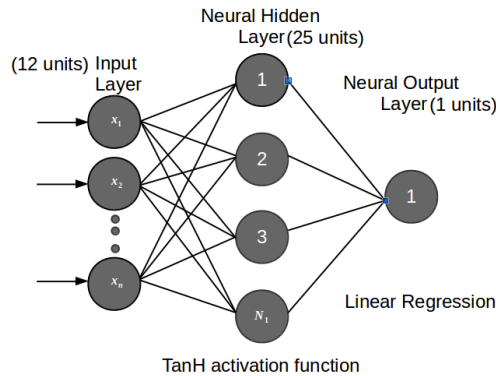 Neural Hidden
Layer (25 units)
(12 units) Input
Layer
Neural Output
Layer (1 units)
x₁
x₂
xₙ
1
2
3
N₁
1
Linear Regression
TanH activation function